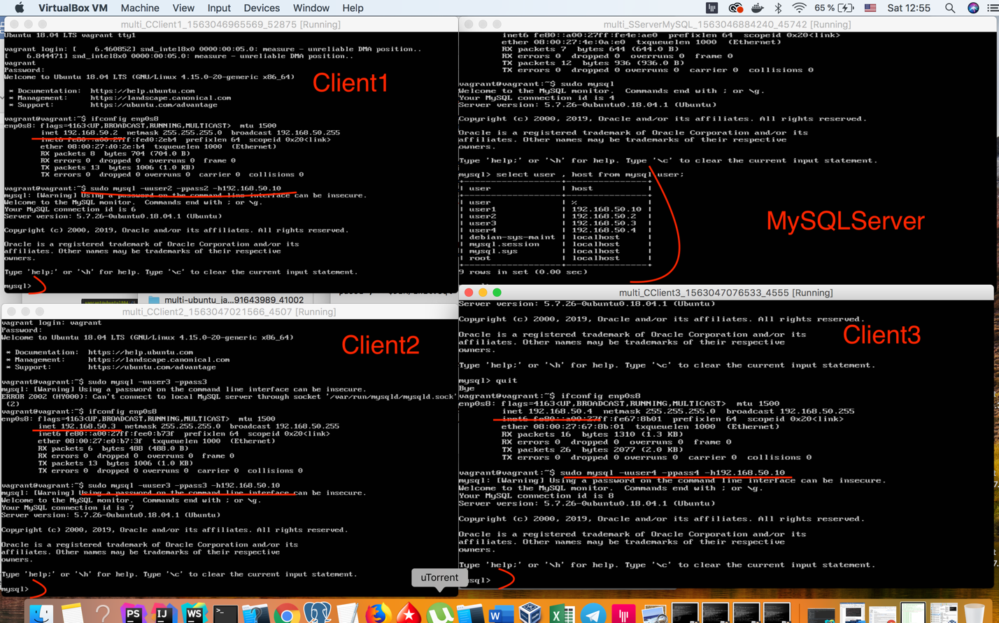 VirtualBox VM Machine View Input Devices Window Help
65 % Sat 12:55
multi_CClient1_1563046965569_52875 [Running]
Ubuntu 18.04 LTS vagrant tty1
vagrant login: [    6.460852] snd_intel8x0 0000:00:05.0: measure - unreliable DMA position..
[    6.844471] snd_intel8x0 0000:00:05.0: measure - unreliable DMA position..
vagrant
Password:
Welcome to Ubuntu 18.04 LTS (GNU/Linux 4.15.0-20-generic x86_64)
Client1
* Documentation:  https://help.ubuntu.com
* Management:     https://landscape.canonical.com
* Support:        https://ubuntu.com/advantage
vagrant@vagrant:~$ ifconfig enp0s8
enp0s8: flags=4163<UP,BROADCAST,RUNNING,MULTICAST>  mtu 1500
inet 192.168.50.2  netmask 255.255.255.0  broadcast 192.168.50.255
inet6 fe80::a00:27ff:fed0:2eb4  prefixlen 64  scopeid 0x20<link>
ether 08:00:27:d0:2e:b4  txqueuelen 1000  (Ethernet)
RX packets 8  bytes 704 (704.0 B)
RX errors 0  dropped 0  overruns 0  frame 0
TX packets 13  bytes 1006 (1.0 KB)
TX errors 0  dropped 0 overruns 0  carrier 0  collisions 0
vagrant@vagrant:~$ sudo mysql -uuser2 -ppass2 -h192.168.50.10
mysql: [Warning] Using a password on the command line interface can be insecure.
Welcome to the MySQL monitor.  Commands end with ; or \g.
Your MySQL connection id is 6
Server version: 5.7.26-0ubuntu0.18.04.1 (Ubuntu)
Copyright (c) 2000, 2019, Oracle and/or its affiliates. All rights reserved.
Oracle is a registered trademark of Oracle Corporation and/or its
affiliates. Other names may be trademarks of their respective
owners.
Type 'help;' or '\h' for help. Type '\c' to clear the current input statement.
mysql>
multi_SServerMySQL_1563046884240_45742 [Running]
inet6 fe80::a00:27ff:fe4e:ae0  prefixlen 64  scopeid 0x20<link>
ether 08:00:27:4e:0a:e0  txqueuelen 1000  (Ethernet)
RX packets 7  bytes 644 (644.0 B)
RX errors 0  dropped 0  overruns 0  frame 0
TX packets 12  bytes 936 (936.0 B)
TX errors 0  dropped 0 overruns 0  carrier 0  collisions 0
vagrant@vagrant:~$ sudo mysql
Welcome to the MySQL monitor.  Commands end with ; or \g.
Your MySQL connection id is 4
Server version: 5.7.26-0ubuntu0.18.04.1 (Ubuntu)
Copyright (c) 2000, 2019, Oracle and/or its affiliates. All rights reserved.
Oracle is a registered trademark of Oracle Corporation and/or its
affiliates. Other names may be trademarks of their respective
owners.
Type 'help;' or '\h' for help. Type '\c' to clear the current input statement.
mysql> select user , host from mysql user;
| user             | host          |
| user             | %             |
| user1            | 192.168.50.10 |
| user2            | 192.168.50.2  |
| user3            | 192.168.50.3  |
| user4            | 192.168.50.4  |
| debian-sys-maint | localhost     |
| mysql.session    | localhost     |
| mysql.sys        | localhost     |
| root             | localhost     |
9 rows in set (0.00 sec)
MySQLServer
multi-ubuntu_ja...91643989_41002
multi_CClient2_1563047021566_4507 [Running]
vagrant login: vagrant
Password:
Welcome to Ubuntu 18.04 LTS (GNU/Linux 4.15.0-20-generic x86_64)
Client2
* Documentation:  https://help.ubuntu.com
* Management:     https://landscape.canonical.com
* Support:        https://ubuntu.com/advantage
vagrant@vagrant:~$ sudo mysql -uuser3 -ppass3
mysql: [Warning] Using a password on the command line interface can be insecure.
ERROR 2002 (HY000): Can't connect to local MySQL server through socket '/var/run/mysqld/mysqld.sock'
(2)
vagrant@vagrant:~$ ifconfig enp0s8
enp0s8: flags=4163<UP,BROADCAST,RUNNING,MULTICAST>  mtu 1500
inet 192.168.50.3  netmask 255.255.255.0  broadcast 192.168.50.255
inet6 fe80::a00:27ff:fee0:b73f  prefixlen 64  scopeid 0x20<link>
ether 08:00:27:e0:b7:3f  txqueuelen 1000  (Ethernet)
RX packets 6  bytes 488 (488.0 B)
RX errors 0  dropped 0  overruns 0  frame 0
TX packets 13  bytes 1006 (1.0 KB)
TX errors 0  dropped 0 overruns 0  carrier 0  collisions 0
vagrant@vagrant:~$ sudo mysql -uuser3 -ppass3 -h192.168.50.10
mysql: [Warning] Using a password on the command line interface can be insecure.
Welcome to the MySQL monitor.  Commands end with ; or \g.
Your MySQL connection id is 7
Server version: 5.7.26-0ubuntu0.18.04.1 (Ubuntu)
Copyright (c) 2000, 2019, Oracle and/or its affiliates. All rights reserved.
Oracle is a registered trademark of Oracle Corporation and/or its
affiliates. Other names may be trademarks of their respective
owners.
Type 'help;' or '\h' for help. Type '\c' to clear the current input statement.
mysql>
multi_CClient3_1563047076533_4555 [Running]
Server version: 5.7.26-0ubuntu0.18.04.1 (Ubuntu)
Copyright (c) 2000, 2019, Oracle and/or its affiliates. All rights reserved.
Client3
Oracle is a registered trademark of Oracle Corporation and/or its
affiliates. Other names may be trademarks of their respective
owners.
Type 'help;' or '\h' for help. Type '\c' to clear the current input statement.
mysql> quit
Bye
vagrant@vagrant:~$ ifconfig enp0s8
enp0s8: flags=4163<UP,BROADCAST,RUNNING,MULTICAST>  mtu 1500
inet 192.168.50.4  netmask 255.255.255.0  broadcast 192.168.50.255
inet6 fe80::a00:27ff:fe67:8b01  prefixlen 64  scopeid 0x20<link>
ether 08:00:27:67:8b:01  txqueuelen 1000  (Ethernet)
RX packets 16  bytes 1310 (1.3 KB)
RX errors 0  dropped 0  overruns 0  frame 0
TX packets 26  bytes 2077 (2.0 KB)
TX errors 0  dropped 0 overruns 0  carrier 0  collisions 0
vagrant@vagrant:~$ sudo mysql -uuser4 -ppass4 -h192.168.50.10
mysql: [Warning] Using a password on the command line interface can be insecure.
Welcome to the MySQL monitor.  Commands end with ; or \g.
Your MySQL connection id is 8
Server version: 5.7.26-0ubuntu0.18.04.1 (Ubuntu)
Copyright (c) 2000, 2019, Oracle and/or its affiliates. All rights reserved.
Oracle is a registered trademark of Oracle Corporation and/or its
affiliates. Other names may be trademarks of their respective
owners.
Type 'help;' or '\h' for help. Type '\c' to clear the current input statement.
mysql>
uTorrent
PS IJ WS